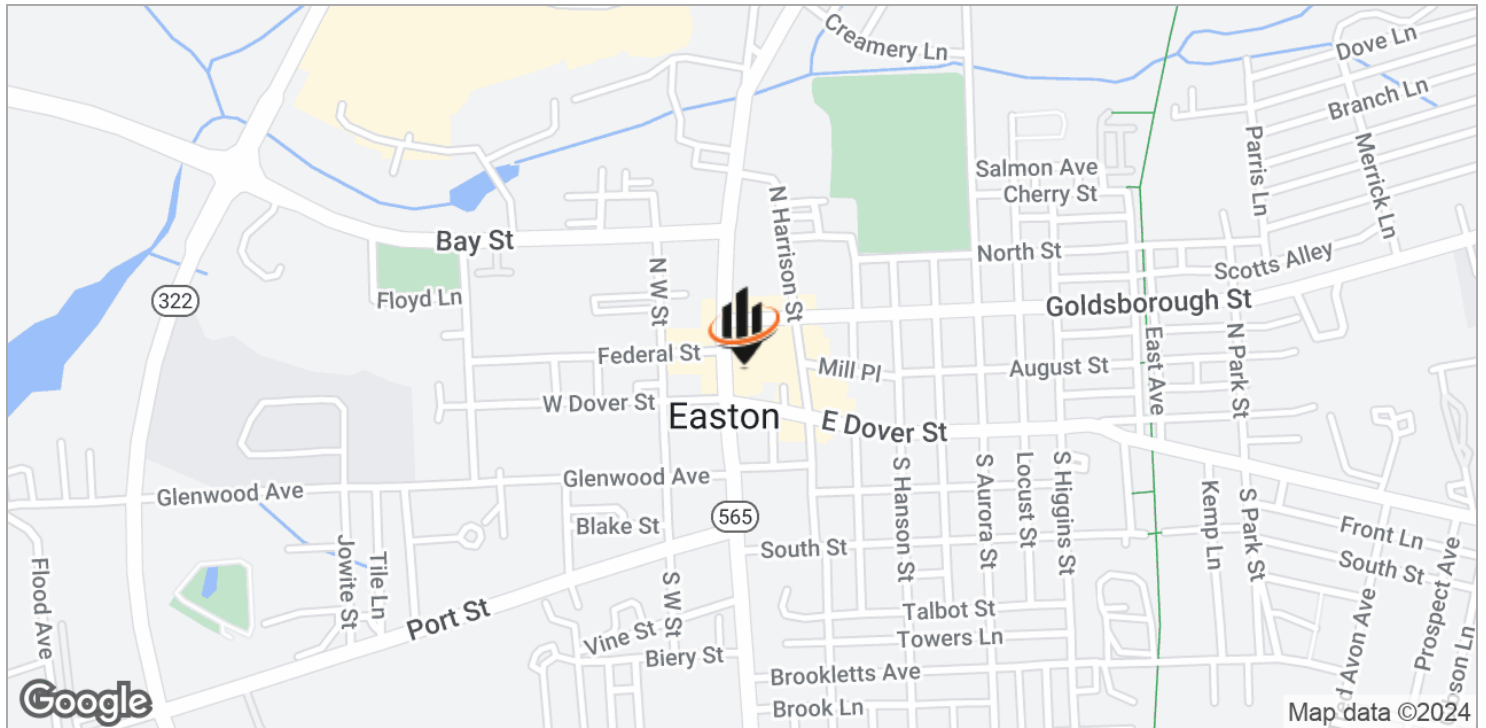 Creamery Ln
Dove Ln
Branch Ln
Parris Ln
Merrick Ln
Salmon Ave
Cherry St
N Harrison St
Bay St
North St
Scotts Alley
N W St
Floyd Ln
322
Goldsborough St
East Ave
N Park St
Federal St
Mill Pl
August St
W Dover St
Easton
E Dover St
Glenwood Ave
Glenwood Ave
S Hanson St
S Aurora St
Locust St
S Higgins St
Kemp Ln
S Park St
565
Blake St
Front Ln
South St
South St
Flood Ave
Jowite St
Tile Ln
S W St
Prospect Ave
Talbot St
Port St
Vine St
Towers Ln
Biery St
Brookletts Ave
Brook Ln
Avon Ave
Google
Map data ©2024